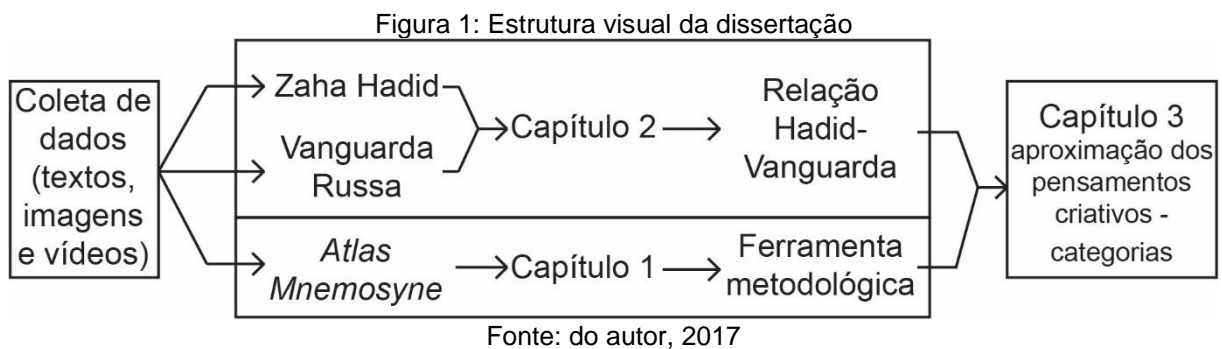 Figura 1: Estrutura visual da dissertação
Coleta de
dados
(textos,
imagens
e vídeos)
Zaha Hadid
Vanguarda
Russa
Capítulo 2
Relação
Hadid-
Vanguarda
Atlas
Mnemosyne
Capítulo 1
Ferramenta
metodológica
Capítulo 3
aproximação dos
pensamentos
criativos -
categorias
Fonte: do autor, 2017